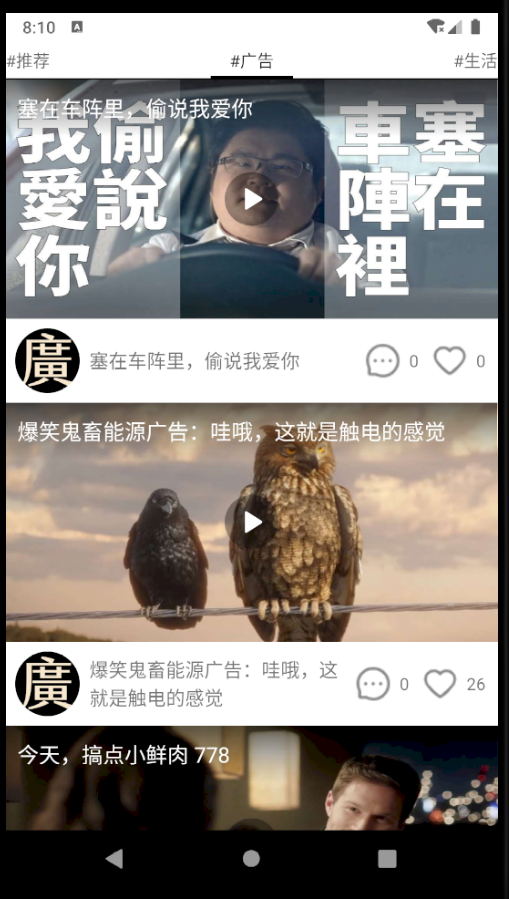 8:10
A
#推荐
#广告
#生活
塞在车阵里，偷说我爱你
我偷 車塞
愛說 陣在
你 裡
廣
塞在车阵里，偷说我爱你
0
0
爆笑鬼畜能源广告：哇哦，这就是触电的感觉
廣
爆笑鬼畜能源广告：哇哦，这
就是触电的感觉
0
26
今天，搞点小鲜肉 778